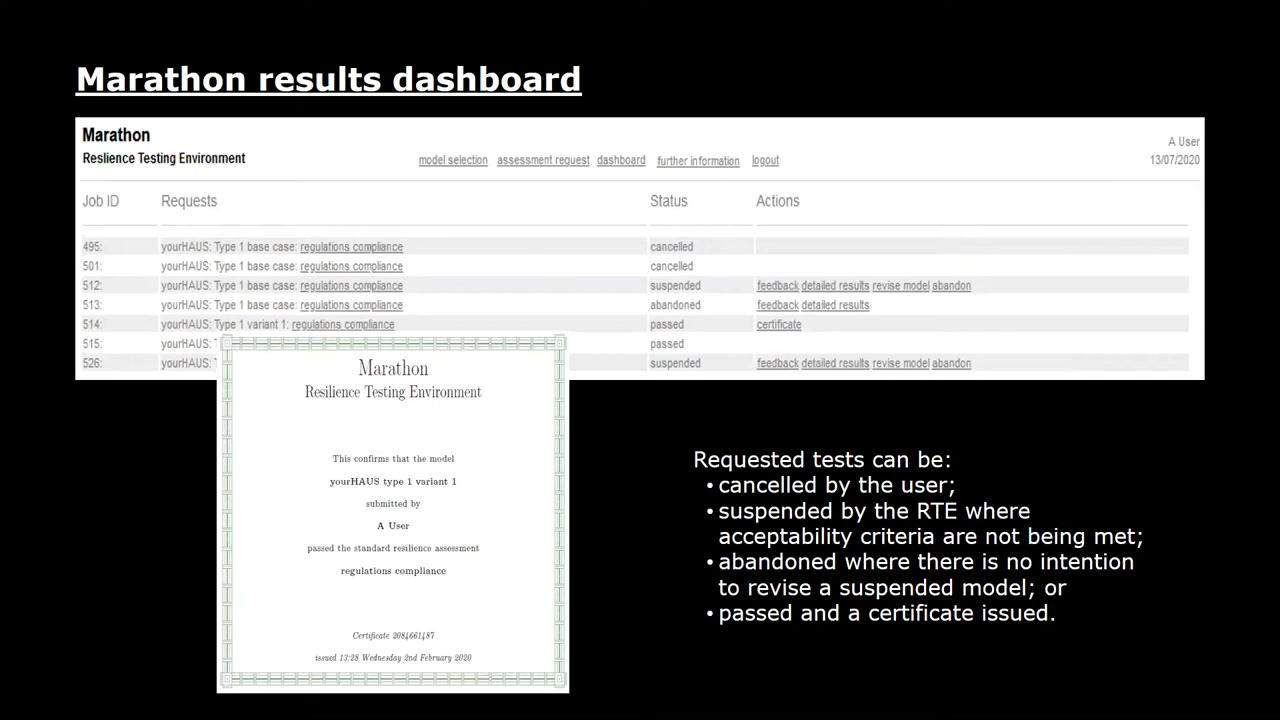 Marathon results dashboard
Marathon
Reslience Testing Environment
model selection assessment request dashboard further information logout
A User
13/07/2020
Job ID Requests Status Actions
495: yourHAUS: Type 1 base case: regulations compliance cancelled
501: yourHAUS: Type 1 base case: regulations compliance cancelled
512: yourHAUS: Type 1 base case: regulations compliance suspended feedback detailed results revise model abandon
513: yourHAUS: Type 1 base case: regulations compliance abandoned feedback detailed results
514: yourHAUS: Type 1 variant 1: regulations compliance passed certificate
515: yourHAUS: passed
526: yourHAUS: suspended feedback detailed results revise model abandon
Marathon
Resilience Testing Environment
This confirms that the model
yourHAUS type 1 variant 1
submitted by
A User
passed the standard resilience assessment
regulations compliance
Certificate 2084661487
issued 13:28 Wednesday 2nd February 2020
Requested tests can be:
• cancelled by the user;
• suspended by the RTE where
acceptability criteria are not being met;
• abandoned where there is no intention
to revise a suspended model; or
• passed and a certificate issued.